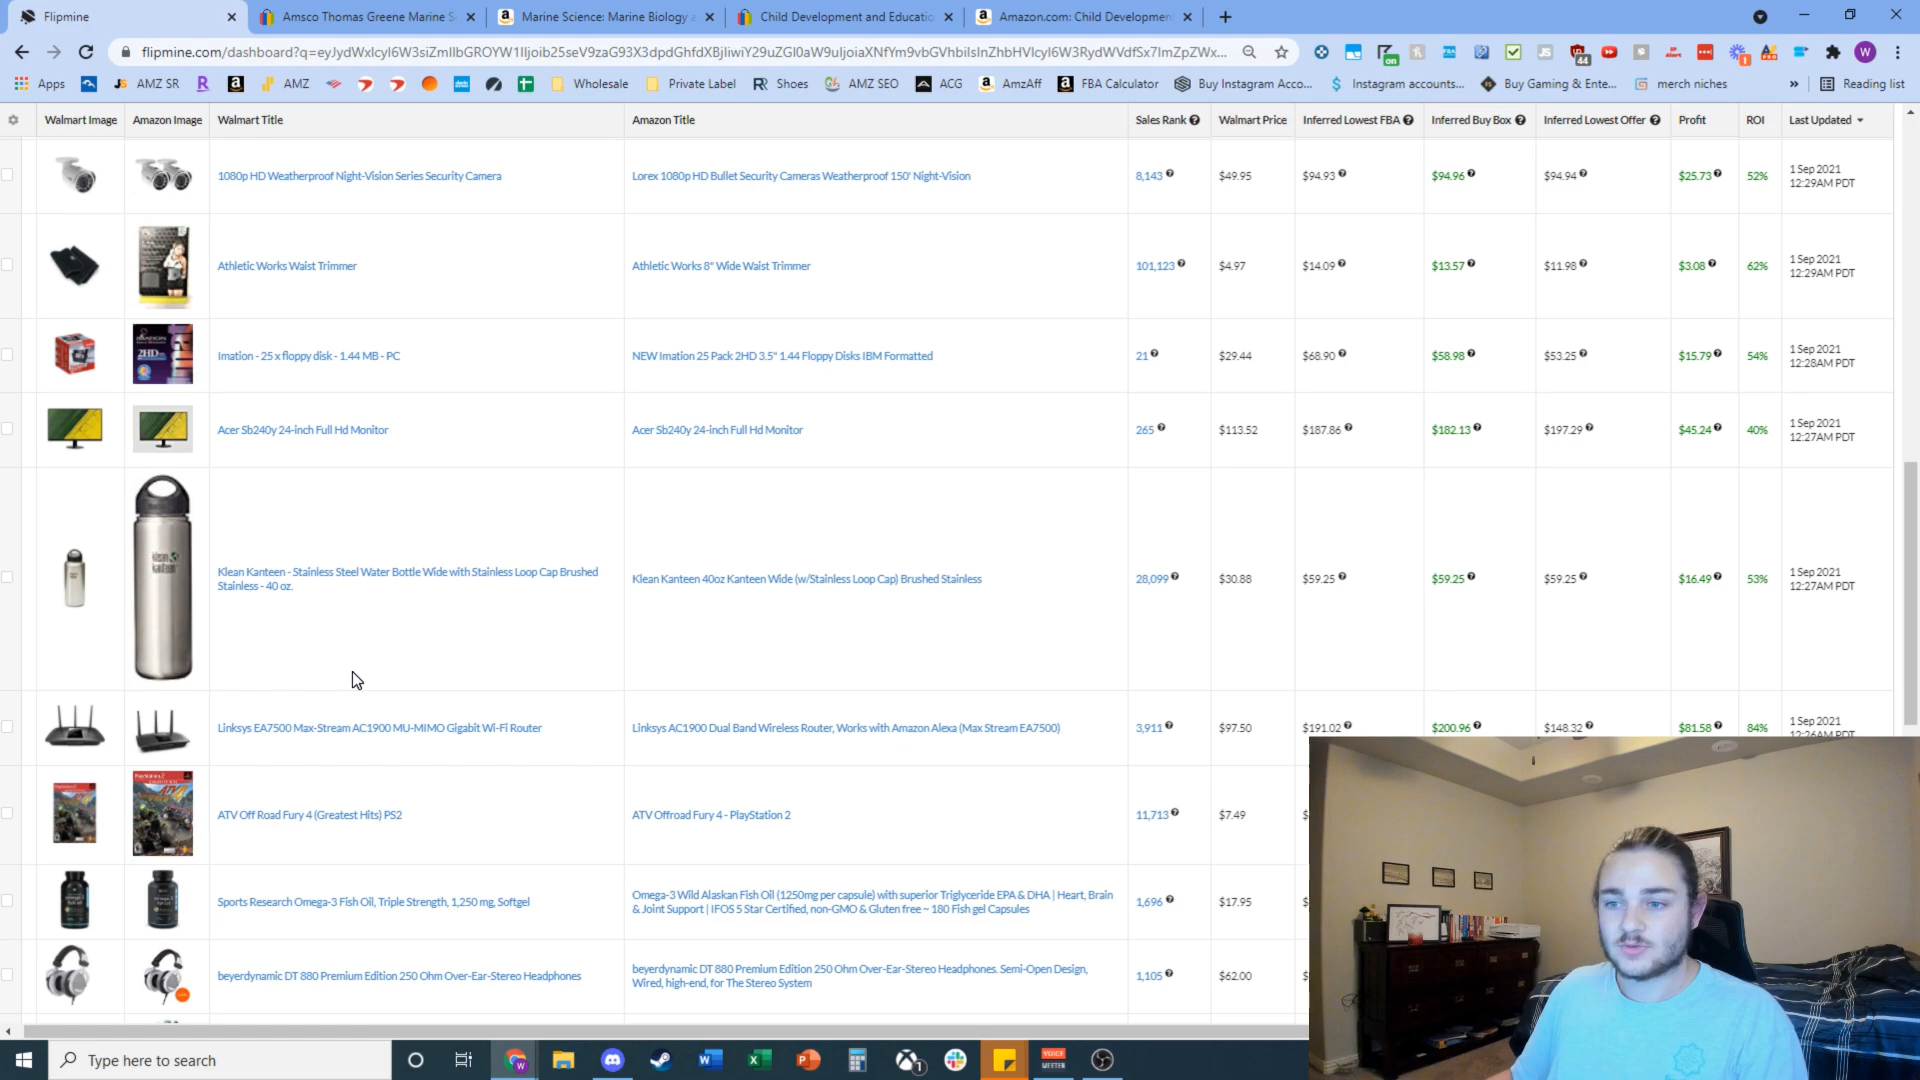 Flipmine
Amsco Thomas Greene Marine S
Marine Science: Marine Biology a
Child Development and Educatio
Amazon.com: Child Development
flipmine.com/dashboard?q=eyJydWxlcyI6W3siZmllbGROYW1lIjoib25seV9zaG93X3dpdGhfdXBjIiwiY29uZGl0aW9uIjoiaXNfYm9vbGVhbiIsInZhbHVlcyI6W3RydWVdfSx7ImZpZWx...
Apps
AMZ SR
AMZ
Wholesale
Private Label
Shoes
AMZ SEO
ACG
AmzAff
FBA Calculator
Buy Instagram Acco...
Instagram accounts...
Buy Gaming & Ente...
merch niches
Reading list
Walmart Image Amazon Image Walmart Title Amazon Title Sales Rank Walmart Price Inferred Lowest FBA Inferred Buy Box Inferred Lowest Offer Profit ROI Last Updated
1080p HD Weatherproof Night-Vision Series Security Camera Lorex 1080p HD Bullet Security Cameras Weatherproof 150' Night-Vision 8,143 $49.95 $94.93 $94.96 $94.94 $25.73 52% 1 Sep 2021
12:29AM PDT
Athletic Works Waist Trimmer Athletic Works 8" Wide Waist Trimmer 101,123 $4.97 $14.09 $13.57 $11.98 $3.08 62% 1 Sep 2021
12:29AM PDT
Imation - 25 x floppy disk - 1.44 MB - PC NEW Imation 25 Pack 2HD 3.5" 1.44 Floppy Disks IBM Formatted 21 $29.44 $68.90 $58.98 $53.25 $15.79 54% 1 Sep 2021
12:28AM PDT
Acer Sb240y 24-inch Full Hd Monitor Acer Sb240y 24-inch Full Hd Monitor 265 $113.52 $187.86 $182.13 $197.29 $45.24 40% 1 Sep 2021
12:27AM PDT
klean kanteen
Klean Kanteen - Stainless Steel Water Bottle Wide with Stainless Loop Cap Brushed
Stainless - 40 oz.
Klean Kanteen 40oz Kanteen Wide (w/Stainless Loop Cap) Brushed Stainless 28,099 $30.88 $59.25 $59.25 $59.25 $16.49 53% 1 Sep 2021
12:27AM PDT
Linksys EA7500 Max-Stream AC1900 MU-MIMO Gigabit Wi-Fi Router Linksys AC1900 Dual Band Wireless Router, Works with Amazon Alexa (Max Stream EA7500) 3,911 $97.50 $191.02 $200.96 $148.32 $81.58 84% 1 Sep 2021
12:26AM PDT
ATV Off Road Fury 4 (Greatest Hits) PS2 ATV Offroad Fury 4 - PlayStation 2 11,713 $7.49 $
Sports Research Omega-3 Fish Oil, Triple Strength, 1,250 mg, Softgel
Omega-3 Wild Alaskan Fish Oil (1250mg per capsule) with superior Triglyceride EPA & DHA | Heart, Brain
& Joint Support | IFOS 5 Star Certified, non-GMO & Gluten free ~ 180 Fish gel Capsules
1,696 $17.95 $
beyerdynamic DT 880 Premium Edition 250 Ohm Over-Ear-Stereo Headphones
beyerdynamic DT 880 Premium Edition 250 Ohm Over-Ear-Stereo Headphones. Semi-Open Design,
Wired, high-end, for The Stereo System
1,105 $62.00 $
Type here to search